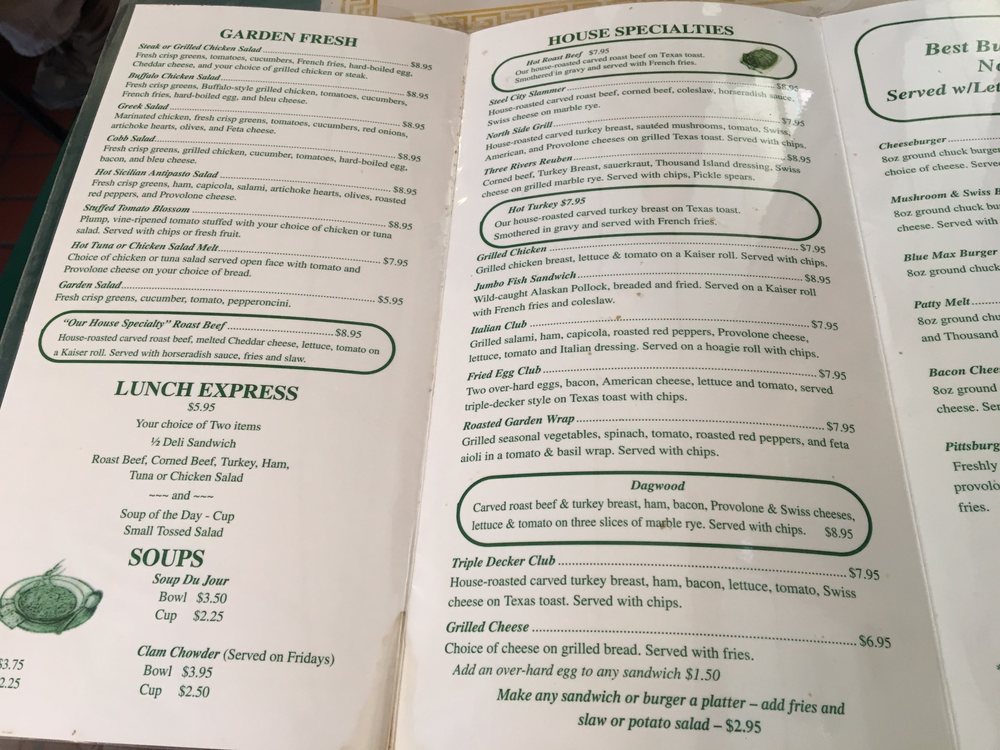 GARDEN FRESH
Steak or Grilled Chicken Salad $8.95
Fresh crisp greens, tomatoes, cucumbers, French fries, hard-boiled egg,
Cheddar cheese, and your choice of grilled chicken or steak.
Buffalo Chicken Salad $8.95
Fresh crisp greens, Buffalo-style grilled chicken, tomatoes, cucumbers,
French fries, hard-boiled egg, and bleu cheese.
Greek Salad $8.95
Marinated chicken, fresh crisp greens, tomatoes, cucumbers, red onions,
artichoke hearts, olives, and Feta cheese.
Cobb Salad $8.95
Fresh crisp greens, grilled chicken, cucumber, tomatoes, hard-boiled egg,
bacon, and bleu cheese.
Hot Sicilian Antipasto Salad $8.95
Fresh crisp greens, ham, capicola, salami, artichoke hearts, olives, roasted
red peppers, and Provolone cheese.
Stuffed Tomato Blossom $8.95
Plump, vine-ripened tomato stuffed with your choice of chicken or tuna
salad. Served with chips or fresh fruit.
Hot Tuna or Chicken Salad Melt $7.95
Choice of chicken or tuna salad served open face with tomato and
Provolone cheese on your choice of bread.
Garden Salad $5.95
Fresh crisp greens, cucumber, tomato, pepperoncini.
"Our House Specialty" Roast Beef $8.95
House-roasted carved roast beef, melted Cheddar cheese, lettuce, tomato on
a Kaiser roll. Served with horseradish sauce, fries and slaw.
LUNCH EXPRESS
$5.95
Your choice of Two items
½ Deli Sandwich
Roast Beef, Corned Beef, Turkey, Ham,
Tuna or Chicken Salad
~~~ and ~~~
Soup of the Day - Cup
Small Tossed Salad
SOUPS
Soup Du Jour
Bowl $3.50
Cup $2.25
Clam Chowder (Served on Fridays)
Bowl $3.95
Cup $2.50
$3.75
2.25
HOUSE SPECIALTIES
Hot Roast Beef $7.95
Our house-roasted carved roast beef on Texas toast.
Smothered in gravy and served with French fries.
Steel City Slammer $8.95
House-roasted carved roast beef, corned beef, coleslaw, horseradish sauce,
Swiss cheese on marble rye.
North Side Grill $7.95
House-roasted carved turkey breast, sautéed mushrooms, tomato, Swiss,
American, and Provolone cheeses on grilled Texas toast. Served with chips.
Three Rivers Reuben $8.95
Corned beef, Turkey Breast, sauerkraut, Thousand Island dressing, Swiss
cheese on grilled marble rye. Served with chips, Pickle spears.
Hot Turkey $7.95
Our house-roasted carved turkey breast on Texas toast.
Smothered in gravy and served with French fries.
Grilled Chicken $7.95
Grilled chicken breast, lettuce & tomato on a Kaiser roll. Served with chips.
Jumbo Fish Sandwich $8.95
Wild-caught Alaskan Pollock, breaded and fried. Served on a Kaiser roll
with French fries and coleslaw.
Italian Club $7.95
Grilled salami, ham, capicola, roasted red peppers, Provolone cheese,
lettuce, tomato and Italian dressing. Served on a hoagie roll with chips.
Fried Egg Club $7.95
Two over-hard eggs, bacon, American cheese, lettuce and tomato, served
triple-decker style on Texas toast with chips.
Roasted Garden Wrap $7.95
Grilled seasonal vegetables, spinach, tomato, roasted red peppers, and feta
aioli in a tomato & basil wrap. Served with chips.
Dagwood
Carved roast beef & turkey breast, ham, bacon, Provolone & Swiss cheeses,
lettuce & tomato on three slices of marble rye. Served with chips. $8.95
Triple Decker Club $7.95
House-roasted carved turkey breast, ham, bacon, lettuce, tomato, Swiss
cheese on Texas toast. Served with chips.
Grilled Cheese $6.95
Choice of cheese on grilled bread. Served with fries.
Add an over-hard egg to any sandwich $1.50
Make any sandwich or burger a platter – add fries and
slaw or potato salad – $2.95
Best Bu
No
Served w/Let
Cheeseburger
8oz ground chuck burger
choice of cheese. Serve
Mushroom & Swiss B
8oz ground chuck bu
cheese. Served with
Blue Max Burger
8oz ground chuck
Patty Melt
8oz ground chu
and Thousand
Bacon Chee
8oz ground
cheese. Ser
Pittsburg
Freshly
provolo
fries.